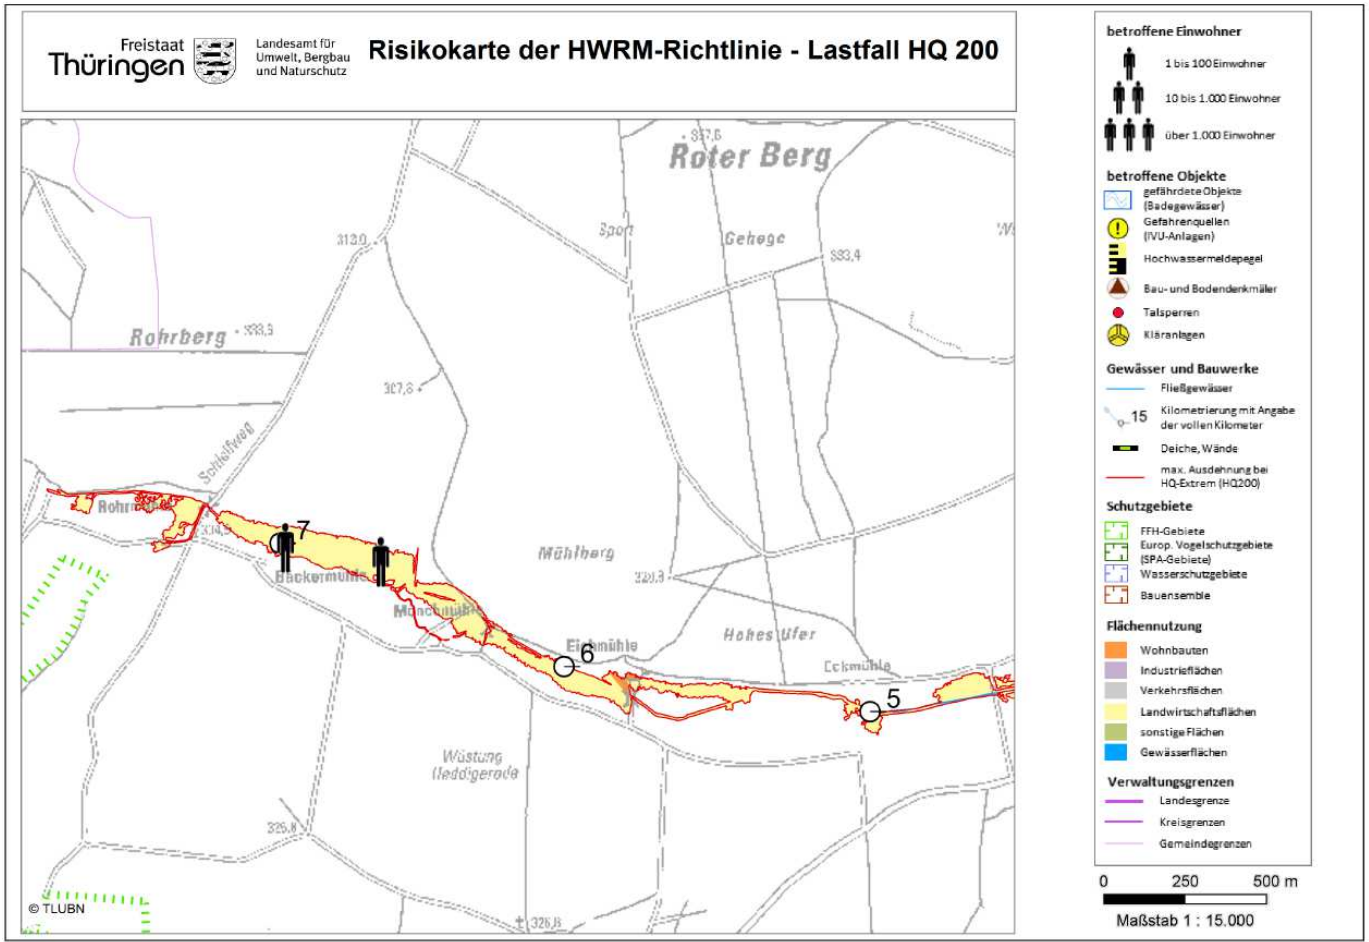 Freistaat
Thüringen
Landesamt für
Umwelt, Bergbau
und Naturschutz
Risikokarte der HWRM-Richtlinie - Lastfall HQ 200
Roter Berg
Sport
Gehege
313,0
383,4
Rohrberg
333,3
307,8
Schleifweg
7
Mühlberg
Eichmühle
Hohes Ufer
6
Eckmühle
5
Wüstung
325,8
326,8
© TLUBN
betroffene Einwohner
1 bis 100 Einwohner
10 bis 1.000 Einwohner
über 1.000 Einwohner
betroffene Objekte
gefährdete Objekte
(Badegewässer)
Gefahrenquellen
(IVU-Anlagen)
Hochwassermeldepegel
Bau- und Bodendenkmäler
Talsperren
Kläranlagen
Gewässer und Bauwerke
Fließgewässer
15
Kilometrierung mit Angabe
der vollen Kilometer
Deiche, Wände
max. Ausdehnung bei
HQ-Extrem (HQ200)
Schutzgebiete
FFH-Gebiete
Europ. Vogelschutzgebiete
(SPA-Gebiete)
Wasserschutzgebiete
Bauensemble
Flächennutzung
Wohnbauten
Industrieflächen
Verkehrsflächen
Landwirtschaftsflächen
sonstige Flächen
Gewässerflächen
Verwaltungsgrenzen
Landesgrenze
Kreisgrenzen
Gemeindegrenzen
0 250 500 m
Maßstab 1 : 15.000